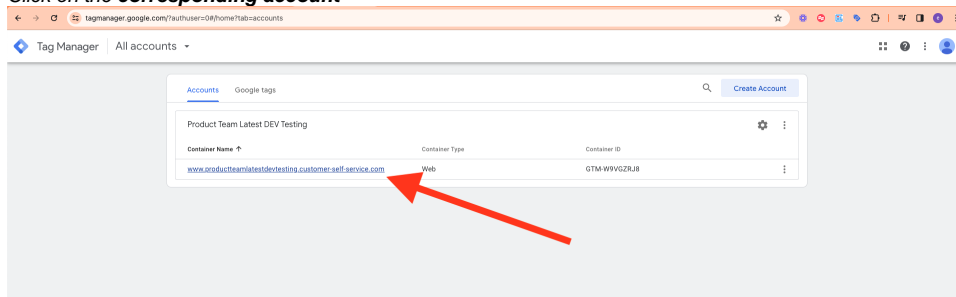 Click on the corresponding account
tagmanager.google.com/?authuser=0#/home?tab=accounts
Tag Manager All accounts
Accounts Google tags Create Account
Product Team Latest DEV Testing
Container Name ↑ Container Type Container ID
www.productteamlatestdevtesting.customer-self-service.com Web GTM-W9VGZRJ8